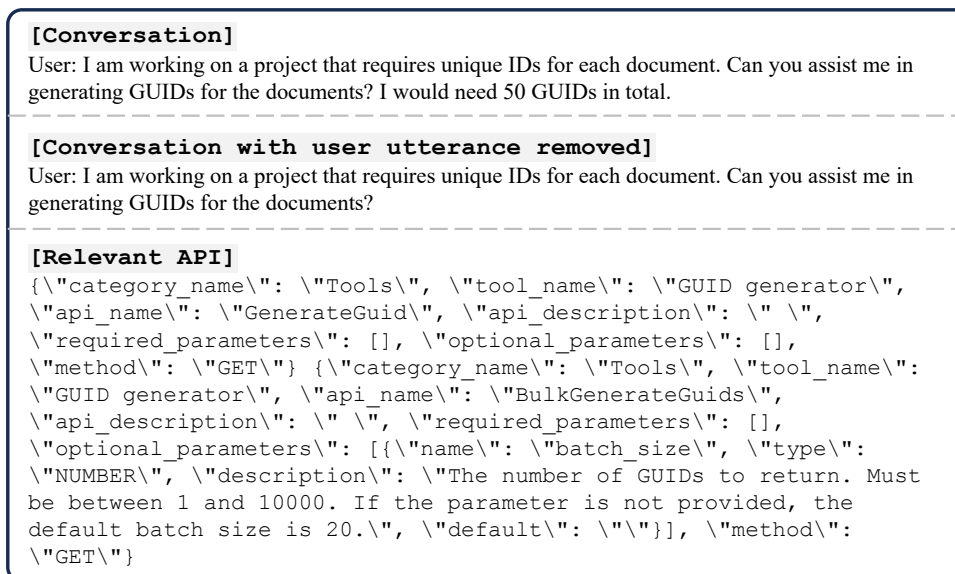 [Conversation]
User: I am working on a project that requires unique IDs for each document. Can you assist me in
generating GUIDs for the documents? I would need 50 GUIDs in total.
[Conversation with user utterance removed]
User: I am working on a project that requires unique IDs for each document. Can you assist me in
generating GUIDs for the documents?
[Relevant API]
{\"category_name\": \"Tools\", \"tool_name\": \"GUID generator\",
\"api_name\": \"GenerateGuid\", \"api_description\": \" \",
\"required_parameters\": [], \"optional_parameters\": [],
\"method\": \"GET\"} {\"category_name\": \"Tools\", \"tool_name\":
\"GUID generator\", \"api_name\": \"BulkGenerateGuids\",
\"api_description\": \" \", \"required_parameters\": [],
\"optional_parameters\": [{\"name\": \"batch_size\", \"type\":
\"NUMBER\", \"description\": \"The number of GUIDs to return. Must
be between 1 and 10000. If the parameter is not provided, the
default batch size is 20.\", \"default\": \"\"}], \"method\":
\"GET\"}